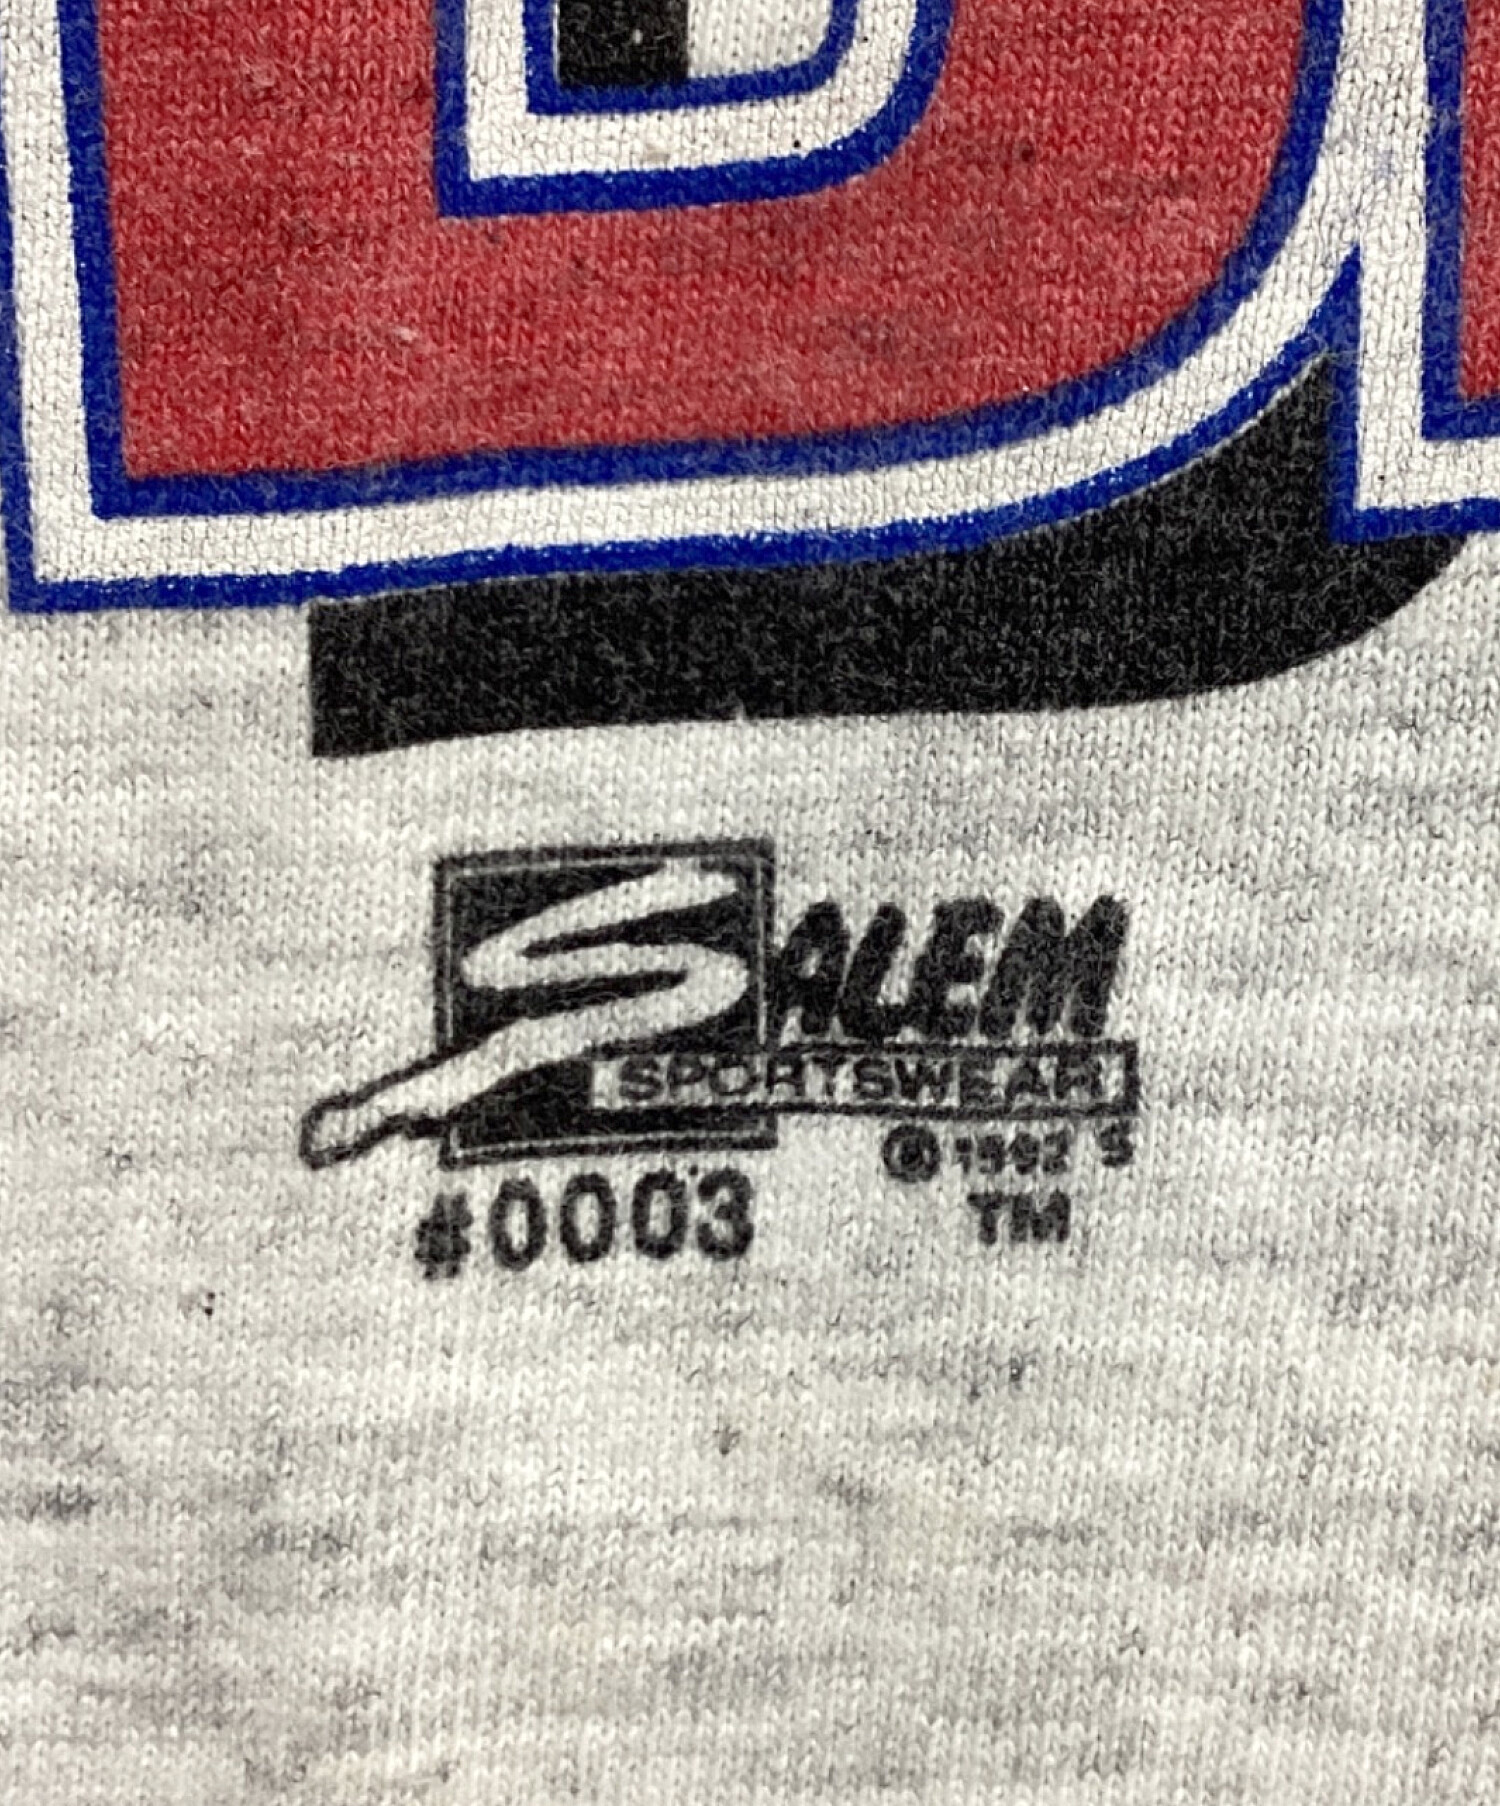 SALEM
SPORTSWEAR
© 1992 S
#0003 TM